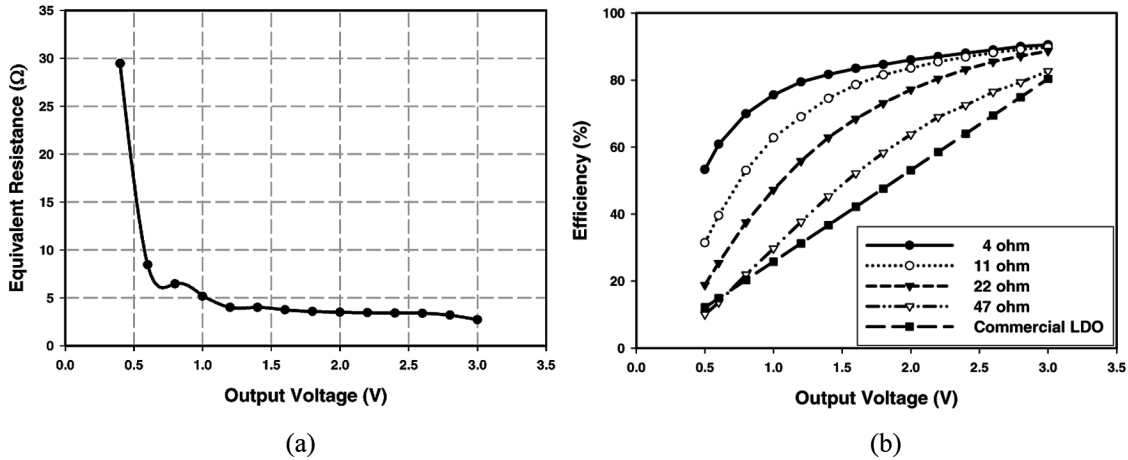 35
30
25
20
15
10
5
0
Equivalent Resistance (Ω)
0.0 0.5 1.0 1.5 2.0 2.5 3.0 3.5
Output Voltage (V)
(a)
100
80
60
40
20
0
Efficiency (%)
4 ohm
11 ohm
22 ohm
47 ohm
Commercial LDO
0.0 0.5 1.0 1.5 2.0 2.5 3.0 3.5
Output Voltage (V)
(b)